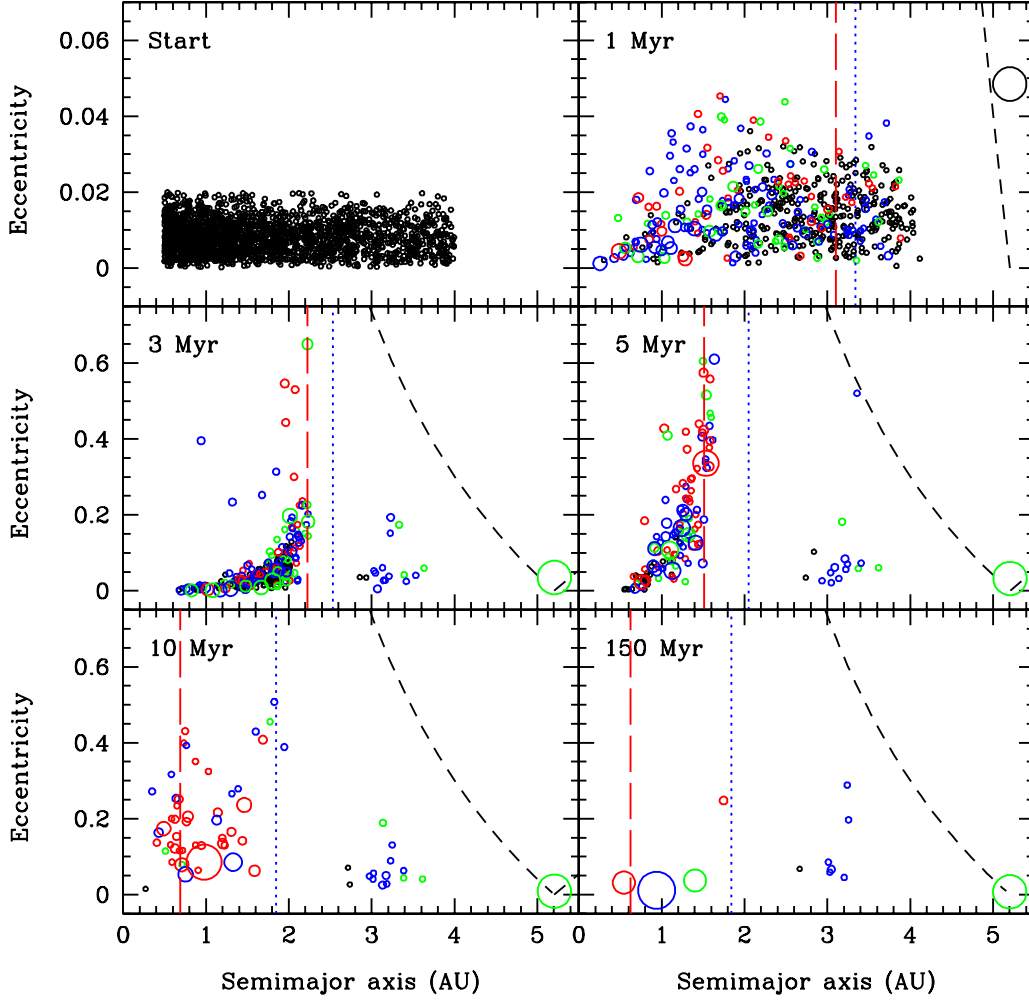 Start
1 Myr
0.06
0.04
0.02
0
Eccentricity
3 Myr
5 Myr
0.6
0.4
0.2
0
Eccentricity
10 Myr
150 Myr
0.6
0.4
0.2
0
Eccentricity
0 1 2 3 4 5 0 1 2 3 4 5
Semimajor axis (AU) Semimajor axis (AU)